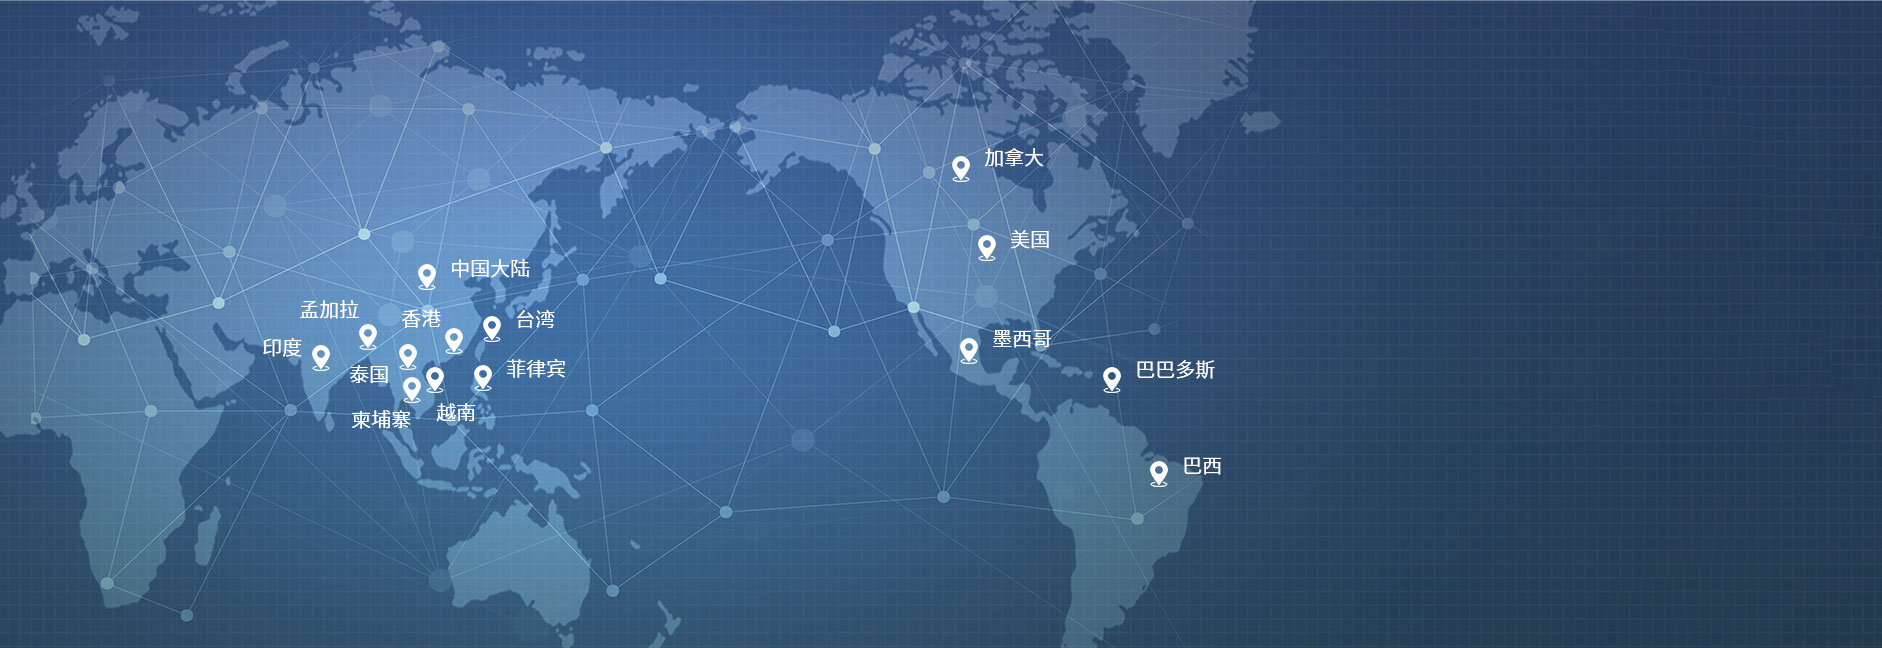 加拿大
美国
中国大陆
孟加拉
香港
台湾
墨西哥
印度
泰国
菲律宾
巴巴多斯
柬埔寨
越南
巴西